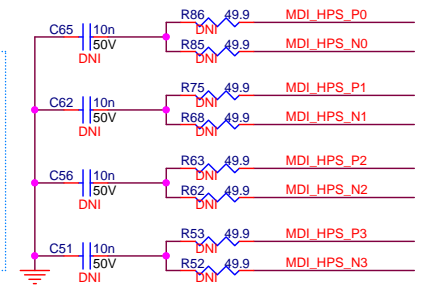 R86 49.9 MDI_HPS_P0
DNI
C65 10n
50V
DNI
R85 49.9 MDI_HPS_N0
DNI
R75 49.9 MDI_HPS_P1
DNI
C62 10n
50V
DNI
R68 49.9 MDI_HPS_N1
DNI
R63 49.9 MDI_HPS_P2
DNI
C56 10n
50V
DNI
R62 49.9 MDI_HPS_N2
DNI
R53 49.9 MDI_HPS_P3
DNI
C51 10n
50V
DNI
R52 49.9 MDI_HPS_N3
DNI